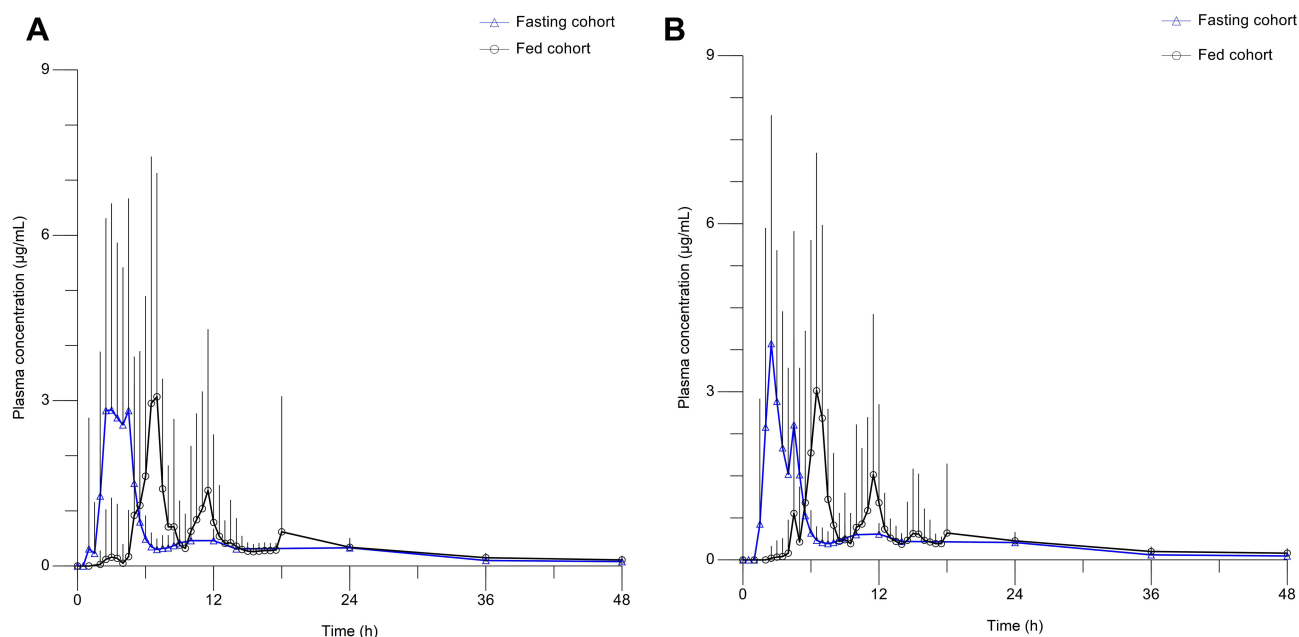 A
Fasting cohort
Fed cohort
9
6
3
0
Plasma concentration (µg/mL)
0 12 24 36 48
Time (h)
B
Fasting cohort
Fed cohort
9
6
3
0
Plasma concentration (µg/mL)
0 12 24 36 48
Time (h)